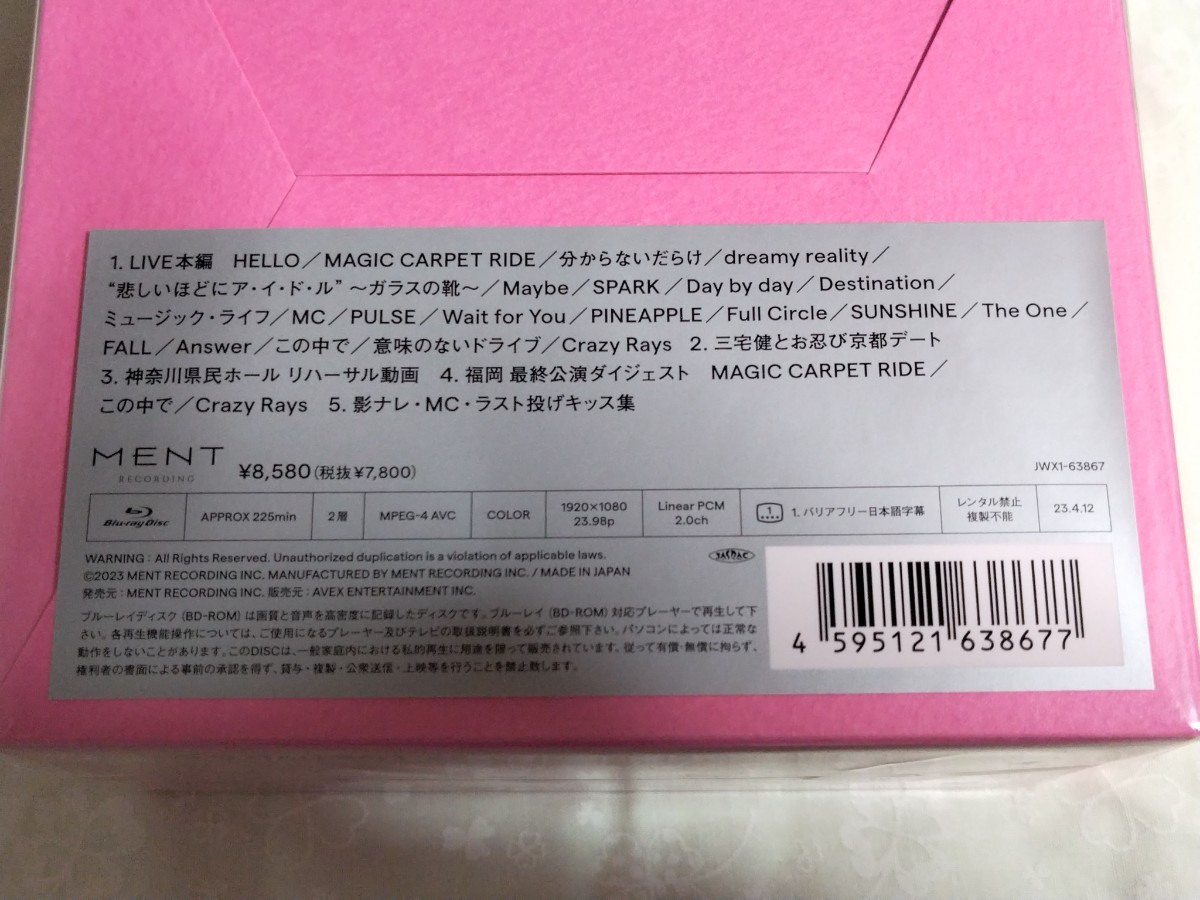 1. LIVE本編　HELLO／MAGIC CARPET RIDE／分からないだらけ／dreamy reality／
“悲しいほどにア・イ・ド・ル” ～ガラスの靴～／Maybe／SPARK／Day by day／Destination／
ミュージック・ライフ／MC／PULSE／Wait for You／PINEAPPLE／Full Circle／SUNSHINE／The One／
FALL／Answer／この中で／意味のないドライブ／Crazy Rays　2. 三宅健とお忍び京都デート
3. 神奈川県民ホール リハーサル動画　4. 福岡 最終公演ダイジェスト　MAGIC CARPET RIDE／
この中で／Crazy Rays　5. 影ナレ・MC・ラスト投げキッス集
MENT
RECORDING
¥8,580(税抜¥7,800)
JWX1-63867
Blu-ray Disc
APPROX 225min
2層
MPEG-4 AVC
COLOR
1920×1080
23.98p
Linear PCM
2.0ch
1
1. バリアフリー日本語字幕
レンタル禁止
複製不能
23.4.12
WARNING : All Rights Reserved. Unauthorized duplication is a violation of applicable laws.
©2023 MENT RECORDING INC. MANUFACTURED BY MENT RECORDING INC. / MADE IN JAPAN
発売元 : MENT RECORDING INC. 販売元 : AVEX ENTERTAINMENT INC.
JASRAC
ブルーレイディスク (BD-ROM) は画質と音声を高密度に記録したディスクです。ブルーレイ (BD-ROM) 対応プレーヤーで再生して下
さい。各再生機能操作については、ご使用になるプレーヤー及びテレビの取扱説明書を必ずご参照下さい。パソコンによっては正常な
動作をしないことがあります。このDISCは、一般家庭内における私的再生に用途を限って販売されています。従って有償・無償に拘らず、
権利者の書面による事前の承認を得ず、貸与・複製・公衆送信・上映等を行うことを禁止致します。
4 595121 638677